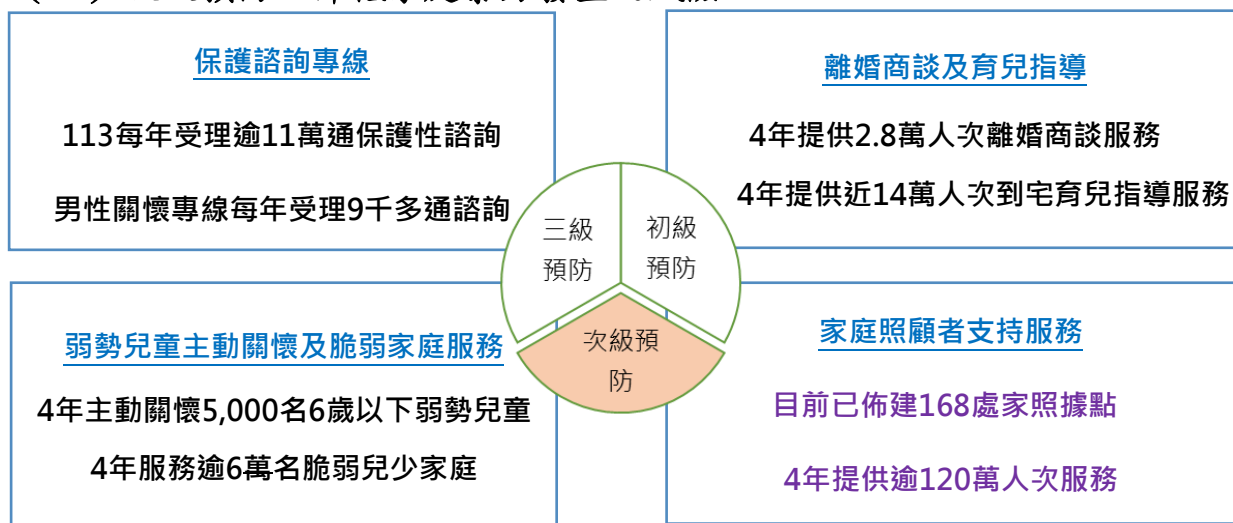 保護諮詢專線
113每年受理逾11萬通保護性諮詢
男性關懷專線每年受理9千多通諮詢
離婚商談及育兒指導
4年提供2.8萬人次離婚商談服務
4年提供近14萬人次到宅育兒指導服務
三級
預防
初級
預防
次級預
防
弱勢兒童主動關懷及脆弱家庭服務
4年主動關懷5,000名6歲以下弱勢兒童
4年服務逾6萬名脆弱兒少家庭
家庭照顧者支持服務
目前已佈建168處家照據點
4年提供逾120萬人次服務